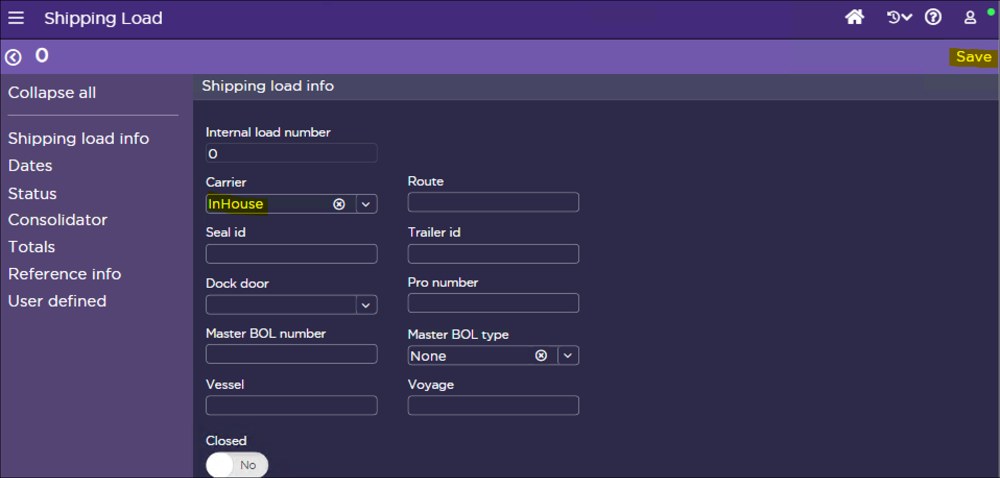 Shipping Load
0
Save
Collapse all
Shipping load info
Dates
Status
Consolidator
Totals
Reference info
User defined
Shipping load info
Internal load number
0
Carrier
InHouse
Route
Seal id
Trailer id
Dock door
Pro number
Master BOL number
Master BOL type
None
Vessel
Voyage
Closed
No